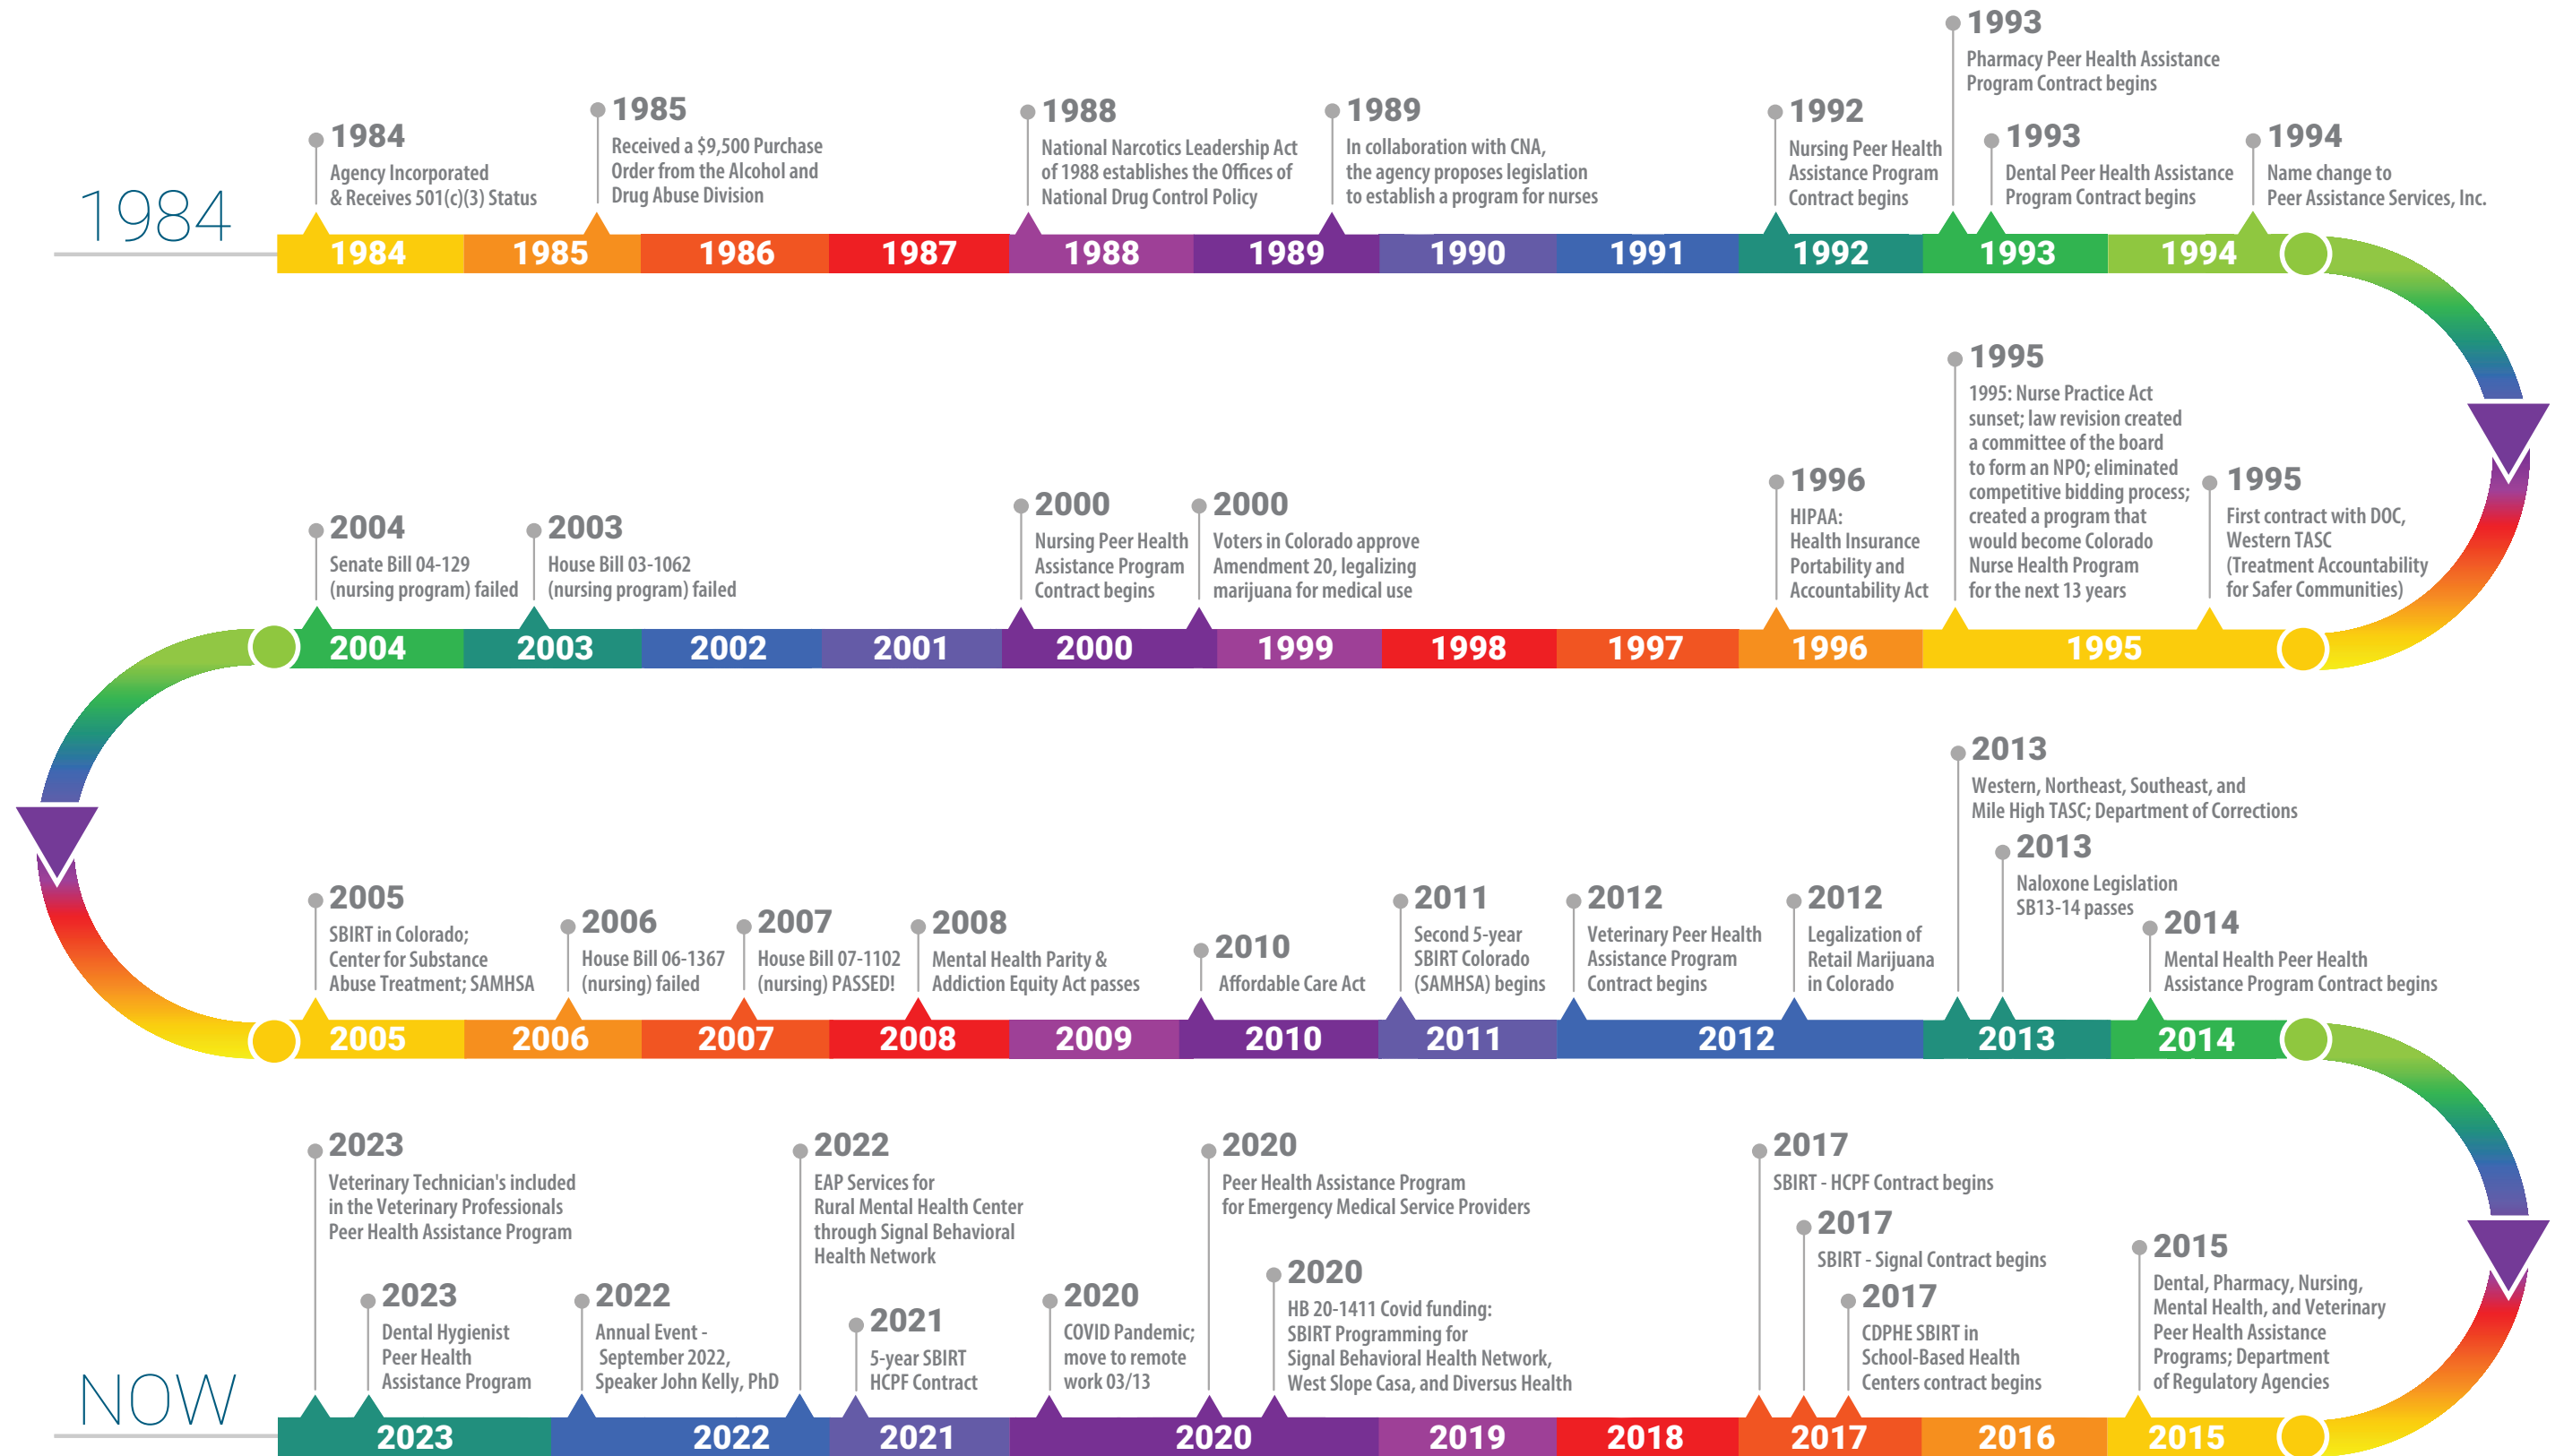 1984
1984
Agency Incorporated
& Receives 501(c)(3) Status
1985
Received a $9,500 Purchase
Order from the Alcohol and
Drug Abuse Division
1988
National Narcotics Leadership Act
of 1988 establishes the Offices of
National Drug Control Policy
1989
In collaboration with CNA,
the agency proposes legislation
to establish a program for nurses
1992
Nursing Peer Health
Assistance Program
Contract begins
1993
Pharmacy Peer Health Assistance
Program Contract begins
1993
Dental Peer Health Assistance
Program Contract begins
1994
Name change to
Peer Assistance Services, Inc.
1984 1985 1986 1987 1988 1989 1990 1991 1992 1993 1994
2004
Senate Bill 04-129
(nursing program) failed
2003
House Bill 03-1062
(nursing program) failed
2000
Nursing Peer Health
Assistance Program
Contract begins
2000
Voters in Colorado approve
Amendment 20, legalizing
marijuana for medical use
1996
HIPAA:
Health Insurance
Portability and
Accountability Act
1995
1995: Nurse Practice Act
sunset; law revision created
a committee of the board
to form an NPO; eliminated
competitive bidding process;
created a program that
would become Colorado
Nurse Health Program
for the next 13 years
1995
First contract with DOC,
Western TASC
(Treatment Accountability
for Safer Communities)
2004 2003 2002 2001 2000 1999 1998 1997 1996 1995
2005
SBIRT in Colorado;
Center for Substance
Abuse Treatment; SAMHSA
2006
House Bill 06-1367
(nursing) failed
2007
House Bill 07-1102
(nursing) PASSED!
2008
Mental Health Parity &
Addiction Equity Act passes
2010
Affordable Care Act
2011
Second 5-year
SBIRT Colorado
(SAMHSA) begins
2012
Veterinary Peer Health
Assistance Program
Contract begins
2012
Legalization of
Retail Marijuana
in Colorado
2013
Western, Northeast, Southeast, and
Mile High TASC; Department of Corrections
2013
Naloxone Legislation
SB13-14 passes
2014
Mental Health Peer Health
Assistance Program Contract begins
2005 2006 2007 2008 2009 2010 2011 2012 2013 2014
2023
Veterinary Technician's included
in the Veterinary Professionals
Peer Health Assistance Program
2023
Dental Hygienist
Peer Health
Assistance Program
2022
Annual Event -
September 2022,
Speaker John Kelly, PhD
2022
EAP Services for
Rural Mental Health Center
through Signal Behavioral
Health Network
2021
5-year SBIRT
HCPF Contract
2020
COVID Pandemic;
move to remote
work 03/13
2020
Peer Health Assistance Program
for Emergency Medical Service Providers
2020
HB 20-1411 Covid funding:
SBIRT Programming for
Signal Behavioral Health Network,
West Slope Casa, and Diversus Health
2017
SBIRT - HCPF Contract begins
2017
SBIRT - Signal Contract begins
2017
CDPHE SBIRT in
School-Based Health
Centers contract begins
2015
Dental, Pharmacy, Nursing,
Mental Health, and Veterinary
Peer Health Assistance
Programs; Department
of Regulatory Agencies
NOW
2023 2022 2021 2020 2019 2018 2017 2016 2015